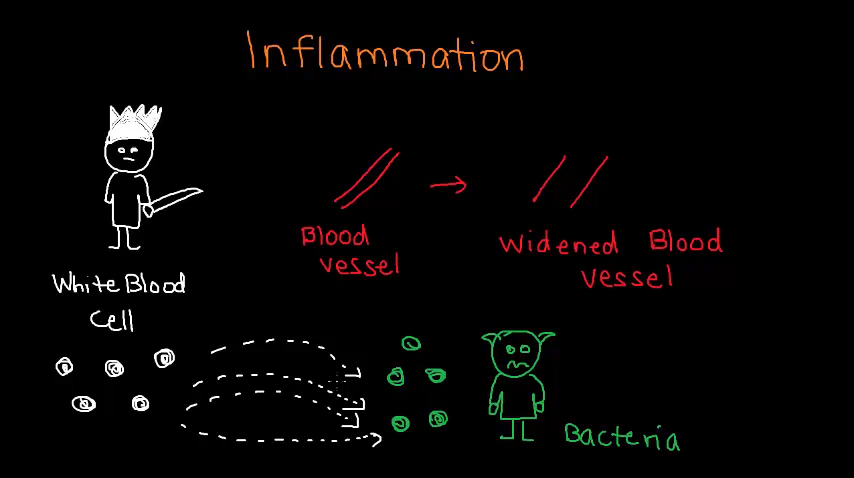 Inflammation
Blood
vessel
Widened Blood
vessel
White Blood
Cell
Bacteria